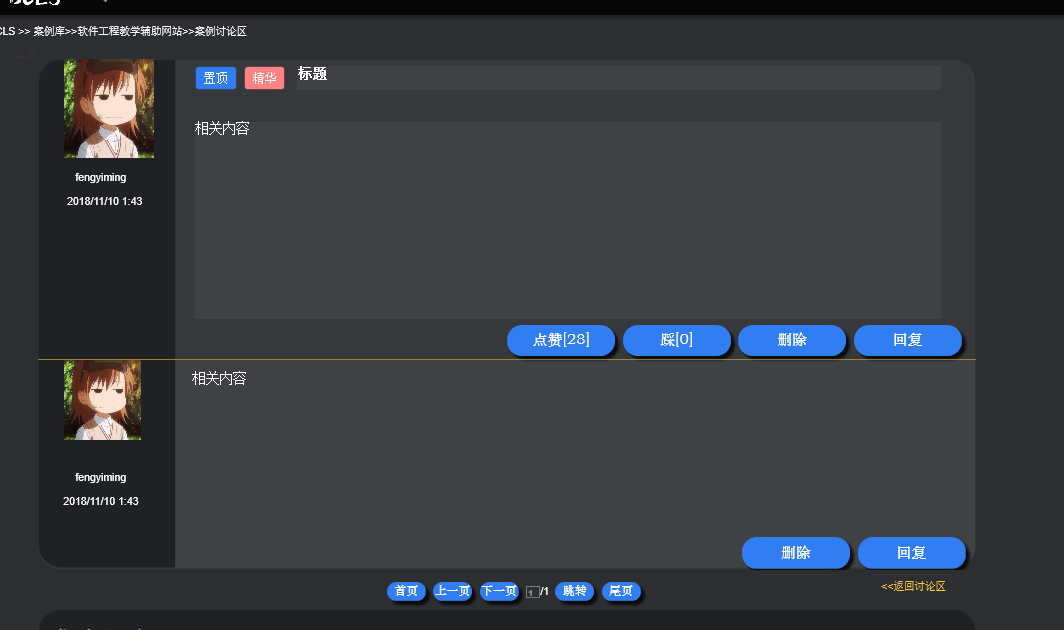 CLS >> 案例库>>软件工程教学辅助网站>>案例讨论区
置顶 精华 标题
fengyiming
2018/11/10 1:43
相关内容
点赞[28] 踩[0] 删除 回复
fengyiming
2018/11/10 1:43
相关内容
删除 回复
首页 上一页 下一页 1/1 跳转 尾页
<<返回讨论区